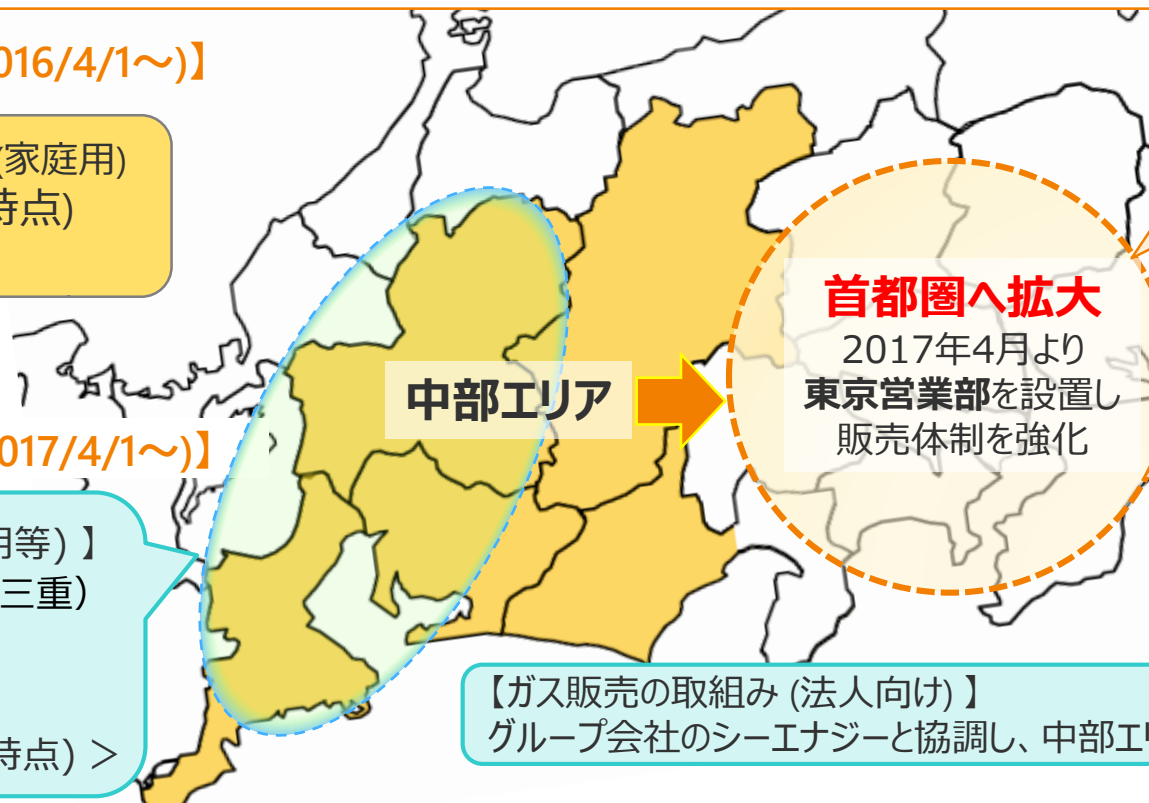 016/4/1～)】
(家庭用)
時点)
首都圏へ拡大
2017年4月より
東京営業部を設置し
販売体制を強化
中部エリア
017/4/1～)】
用等) 】
三重）
時点) ＞
【ガス販売の取組み (法人向け) 】
グループ会社のシーエナジーと協調し、中部エリ